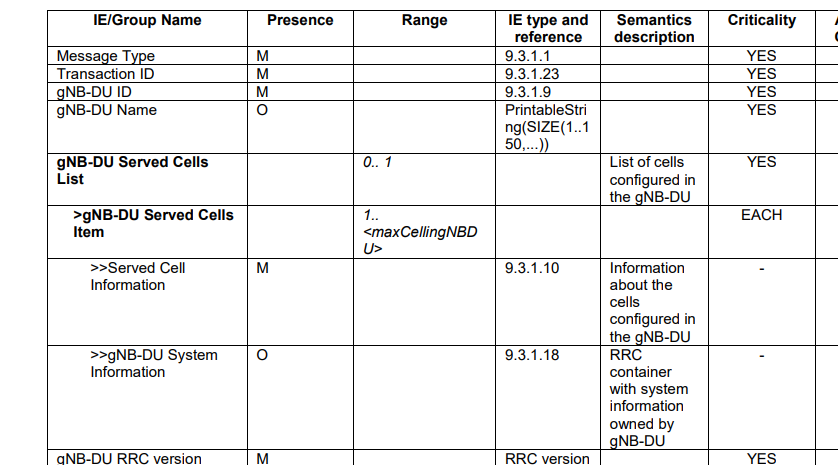 IE/Group Name Presence Range IE type and reference Semantics description Criticality
Message Type M 9.3.1.1 YES
Transaction ID M 9.3.1.23 YES
gNB-DU ID M 9.3.1.9 YES
gNB-DU Name O PrintableStri YES
ng(SIZE(1..1
50,...))
gNB-DU Served Cells 0.. 1 List of cells YES
List configured in
the gNB-DU
>gNB-DU Served Cells 1.. EACH
Item <maxCellingNBD
U>
>>Served Cell M 9.3.1.10 Information -
Information about the
cells
configured in
the gNB-DU
>>gNB-DU System O 9.3.1.18 RRC -
Information container
with system
information
owned by
gNB-DU
gNB-DU RRC version M RRC version YES